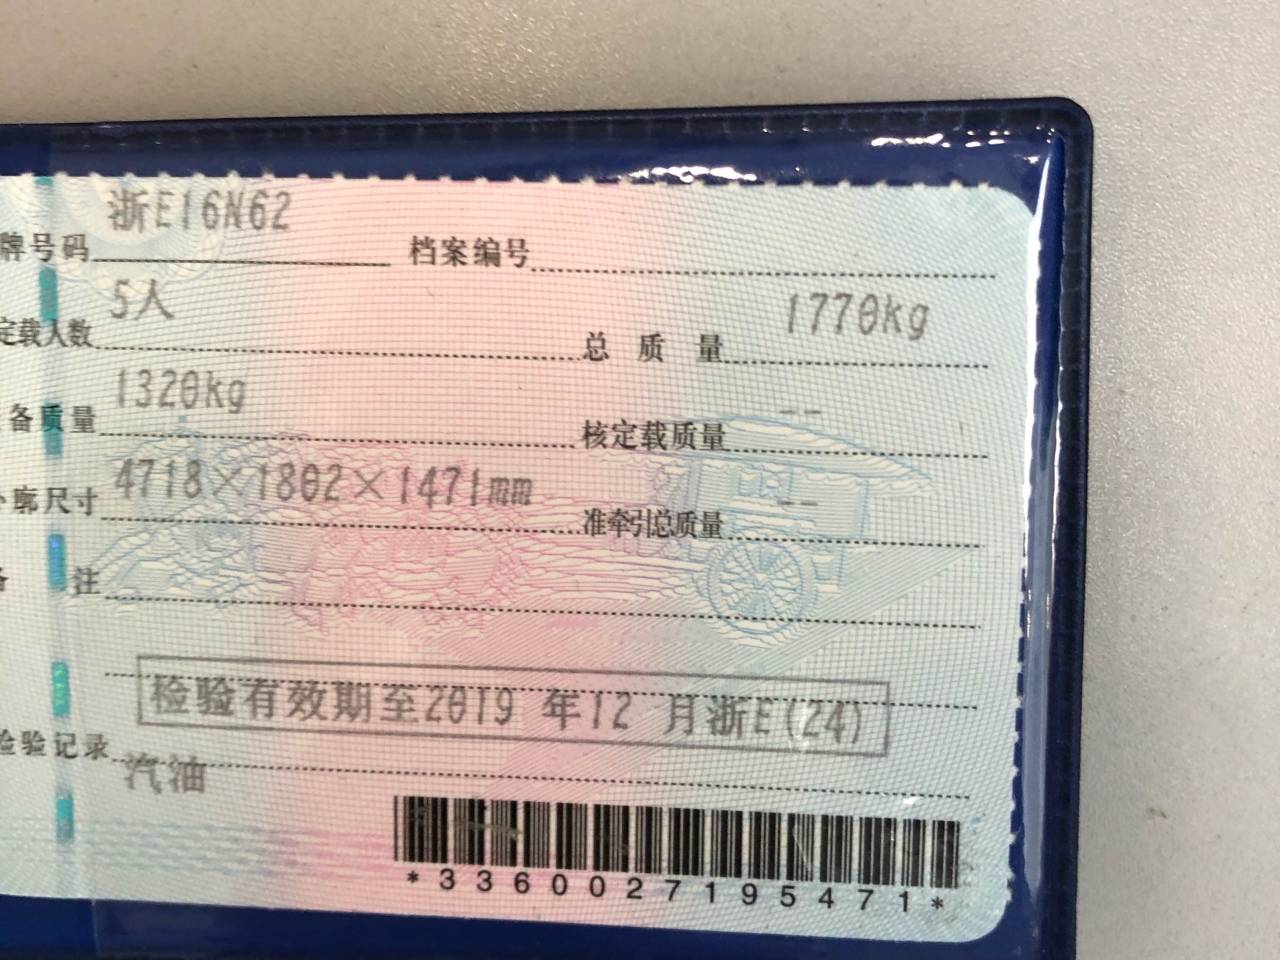 浙E16N62
牌号码 档案编号
5人 1770kg
定载人数 总质量
1320kg --
备质量 核定载质量
4718×1802×1471mm --
廓尺寸 准牵引总质量
注
检验有效期至2019 年12 月浙E(24)
检验记录
汽油
*3360027195471*